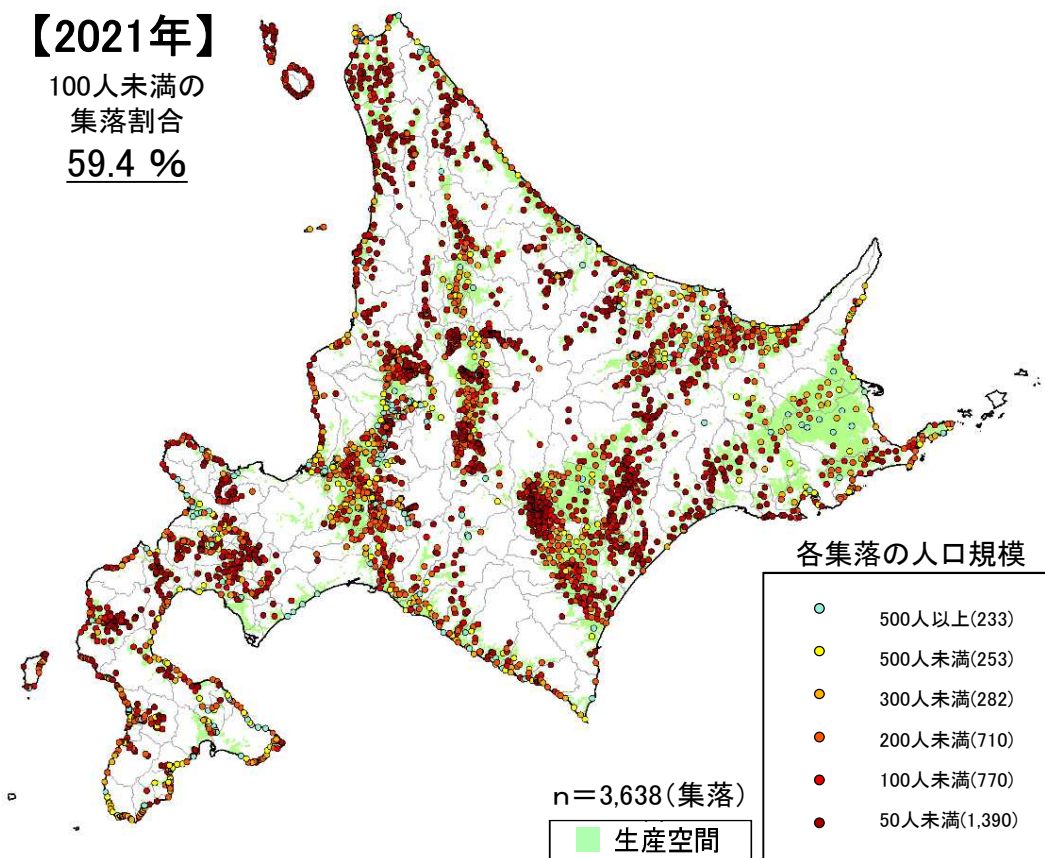 【2021年】
100人未満の
集落割合
59.4 %
各集落の人口規模
500人以上(233)
500人未満(253)
300人未満(282)
200人未満(710)
100人未満(770)
50人未満(1,390)
n=3,638(集落)
生産空間